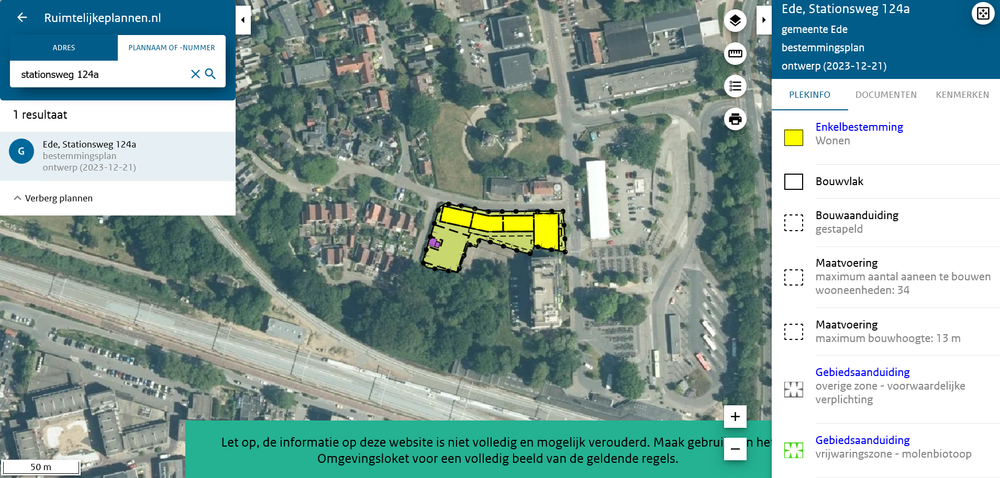 Ruimtelijkeplannen.nl
ADRES
PLANNAAM OF -NUMMER
stationsweg 124a
1 resultaat
G
Ede, Stationsweg 124a
bestemmingsplan
ontwerp (2023-12-21)
Verberg plannen
50 m
Let op, de informatie op deze website is niet volledig en mogelijk verouderd. Maak gebrui n het
Omgevingsloket voor een volledig beeld van de geldende regels.
Ede, Stationsweg 124a
gemeente Ede
bestemmingsplan
ontwerp (2023-12-21)
PLEKINFO
DOCUMENTEN
KENMERKEN
Enkelbestemming
Wonen
Bouwvlak
Bouwaanduiding
gestapeld
Maatvoering
maximum aantal aaneen te bouwen
wooneenheden: 34
Maatvoering
maximum bouwhoogte: 13 m
Gebiedsaanduiding
overige zone - voorwaardelijke
verplichting
Gebiedsaanduiding
vrijwaringszone - molenbiotoop